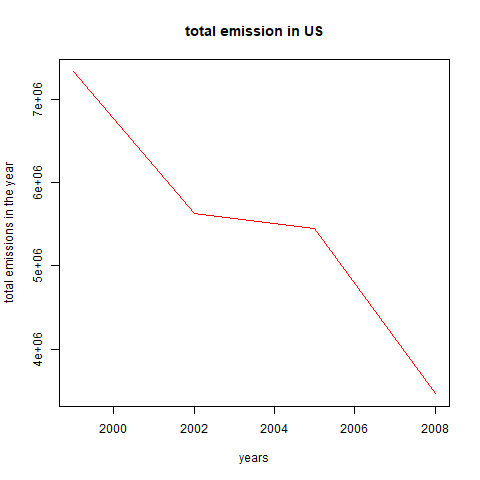 total emission in US
total emissions in the year
7e+06
6e+06
5e+06
4e+06
2000 2002 2004 2006 2008
years